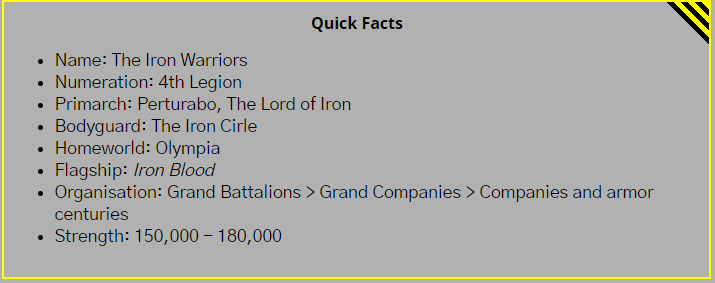 Quick Facts
• Name: The Iron Warriors
• Numeration: 4th Legion
• Primarch: Perturabo, The Lord of Iron
• Bodyguard: The Iron Cirle
• Homeworld: Olympia
• Flagship: Iron Blood
• Organisation: Grand Battalions > Grand Companies > Companies and armor
centuries
• Strength: 150,000 – 180,000